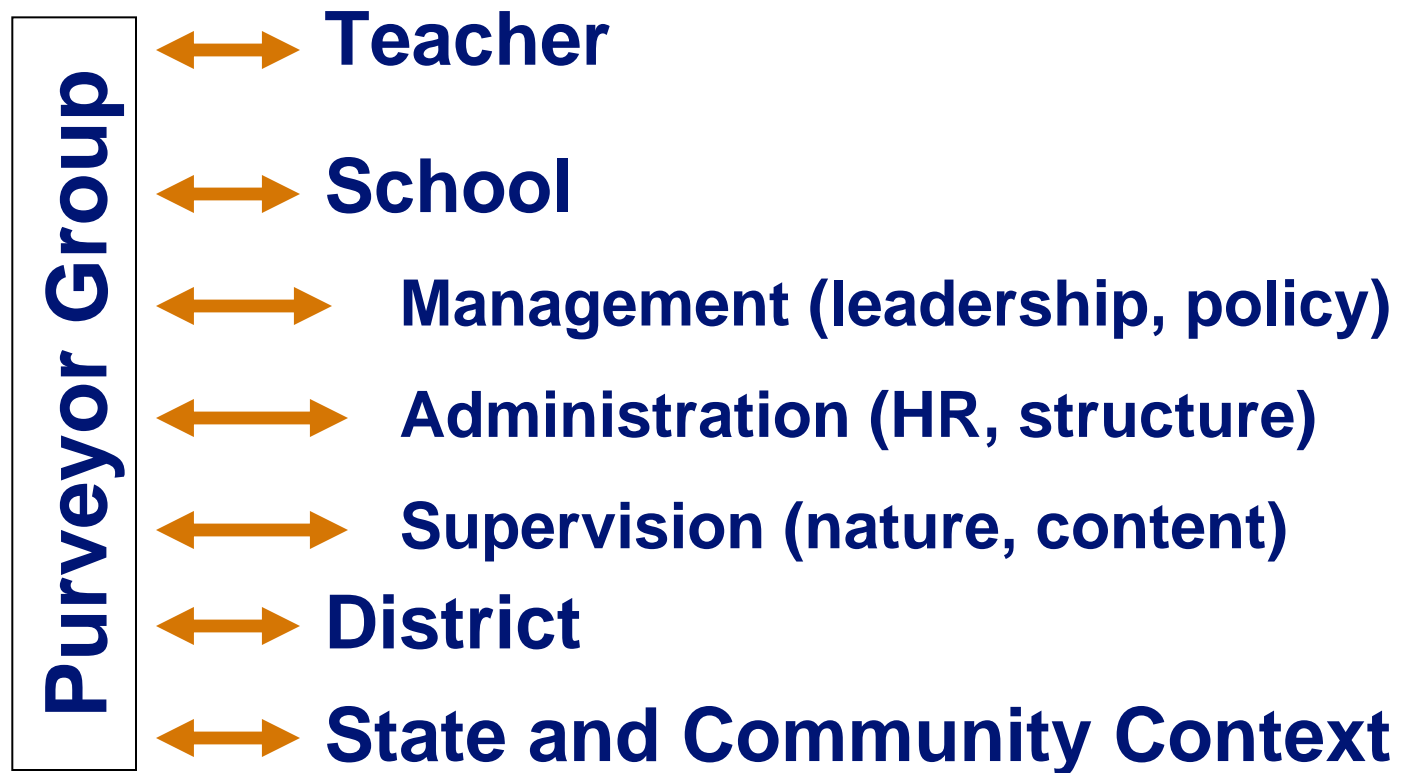 Purveyor Group
Teacher
School
Management (leadership, policy)
Administration (HR, structure)
Supervision (nature, content)
District
State and Community Context